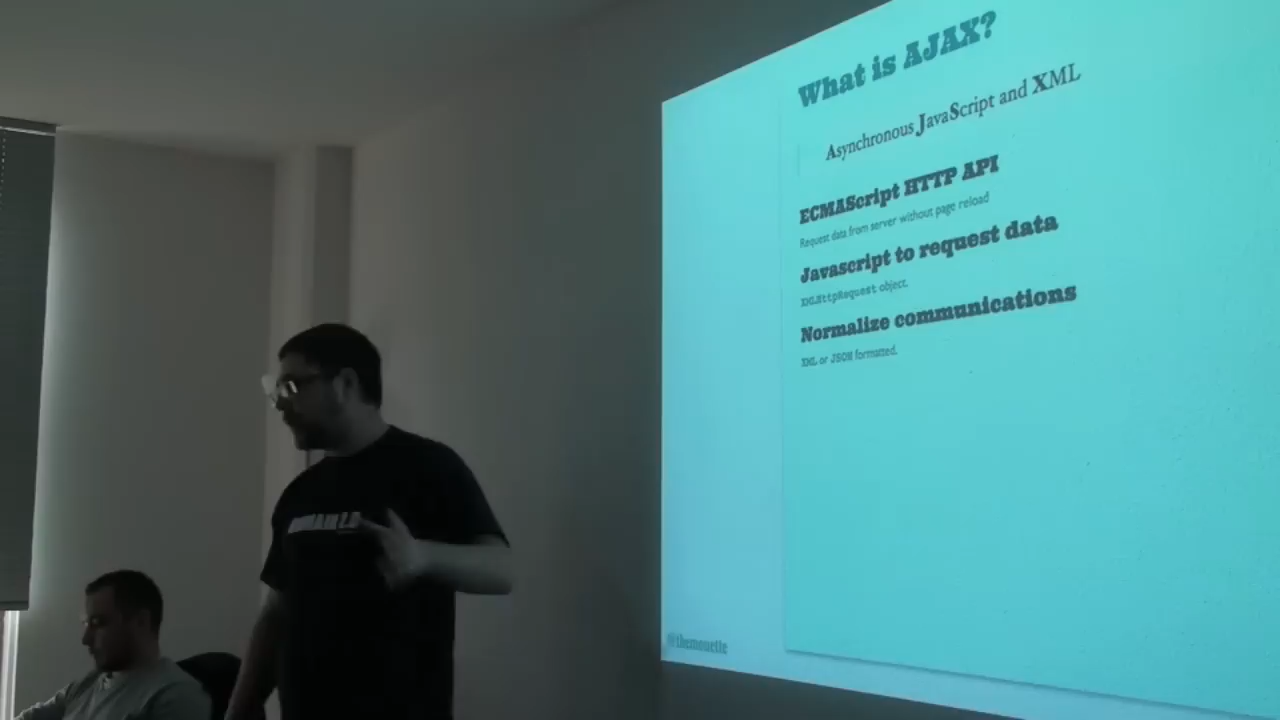 What is AJAX?
Asynchronous JavaScript and XML
ECMAScript HTTP API
Request data from server without page reload
Javascript to request data
XMLHttpRequest object.
Normalize communications
XML or JSON formatted.
@themouette